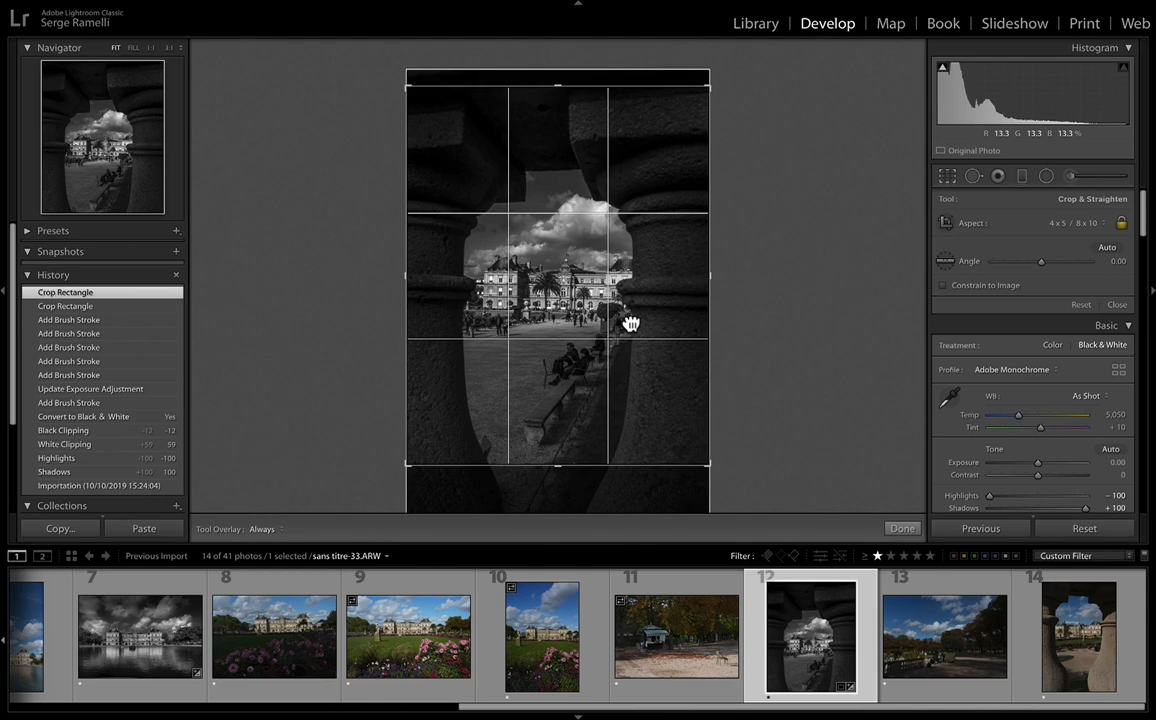 Lr
Adobe Lightroom Classic
Serge Ramelli
Library | Develop | Map | Book | Slideshow | Print | Web
Navigator FIT FILL 1:1 3:1
Presets
Snapshots
History
Crop Rectangle
Crop Rectangle
Add Brush Stroke
Add Brush Stroke
Add Brush Stroke
Add Brush Stroke
Add Brush Stroke
Update Exposure Adjustment
Add Brush Stroke
Convert to Black & White Yes
Black Clipping -12 -12
White Clipping +59 59
Highlights -100 -100
Shadows +100 100
Importation (10/10/2019 15:24:04)
Collections
Copy... Paste
Tool Overlay: Always
Done
Histogram
R 13.3 G 13.3 B 13.3 %
Original Photo
Tool: Crop & Straighten
Aspect: 4 x 5 / 8 x 10
Auto
Angle 0.00
Constrain to Image
Reset Close
Basic
Treatment: Color Black & White
Profile: Adobe Monochrome
WB: As Shot
Temp 5,050
Tint + 10
Tone Auto
Exposure 0.00
Contrast 0
Highlights - 100
Shadows + 100
Previous Reset
1 2 Previous Import 14 of 41 photos / 1 selected / sans titre-33.ARW Filter: ≥ Custom Filter
7 8 9 10 11 12 13 14